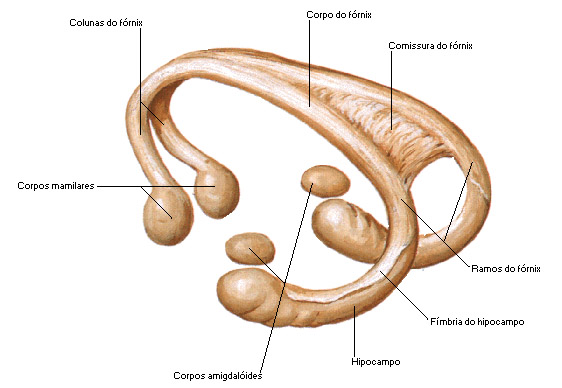 Colunas do fórnix
Corpo do fórnix
Comissura do fórnix
Corpos mamilares
Ramos do fórnix
Fímbria do hipocampo
Hipocampo
Corpos amigdalóides